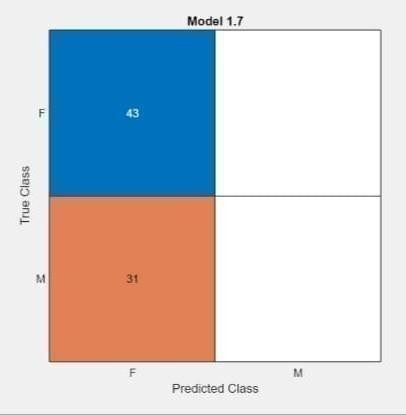 Model 1.7
F
43
True Class
M
31
F
M
Predicted Class